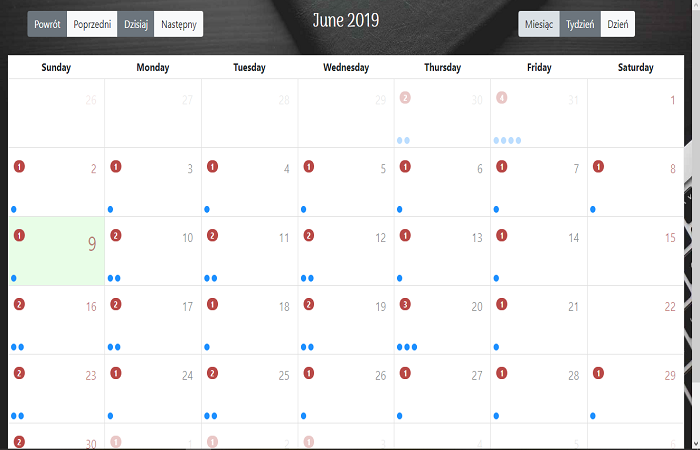 Powrót Poprzedni Dzisiaj Następny
June 2019
Miesiąc Tydzień Dzień
Sunday Monday Tuesday Wednesday Thursday Friday Saturday
26 27 28 29 2 30 4 31 1
1 2 1 3 1 4 1 5 1 6 1 7 1 8
1 9 2 10 2 11 2 12 1 13 1 14 15
2 16 2 17 1 18 2 19 3 20 1 21 22
2 23 1 24 2 25 1 26 1 27 1 28 1 29
2 30 1 1 1 2 1 3 4 5 6